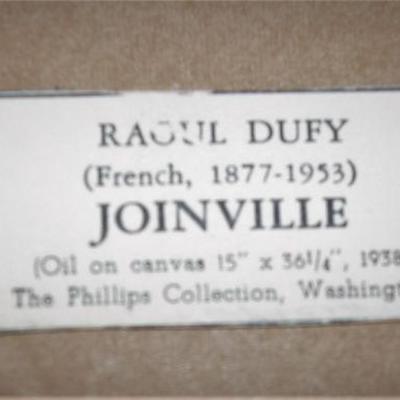 RAOUL DUFY
(French, 1877-1953)
JOINVILLE
(Oil on canvas 15" x 36¼", 1938
The Phillips Collection, Washingt